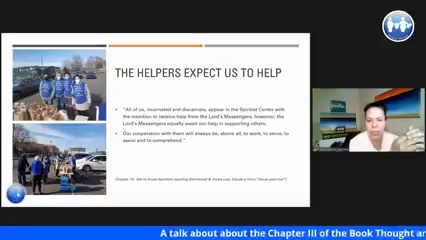 THE HELPERS EXPECT US TO HELP
"All of us, incarnated and discarnate, appear in the Spiritist Center with
the intention to receive help from the Lord's Messengers, however, the
Lord's Messengers equally await our help in supporting others.
Our cooperation with them will always be, above all, to work, to serve, to
assist and to comprehend."
A talk about about the Chapter III of the Book Thought an